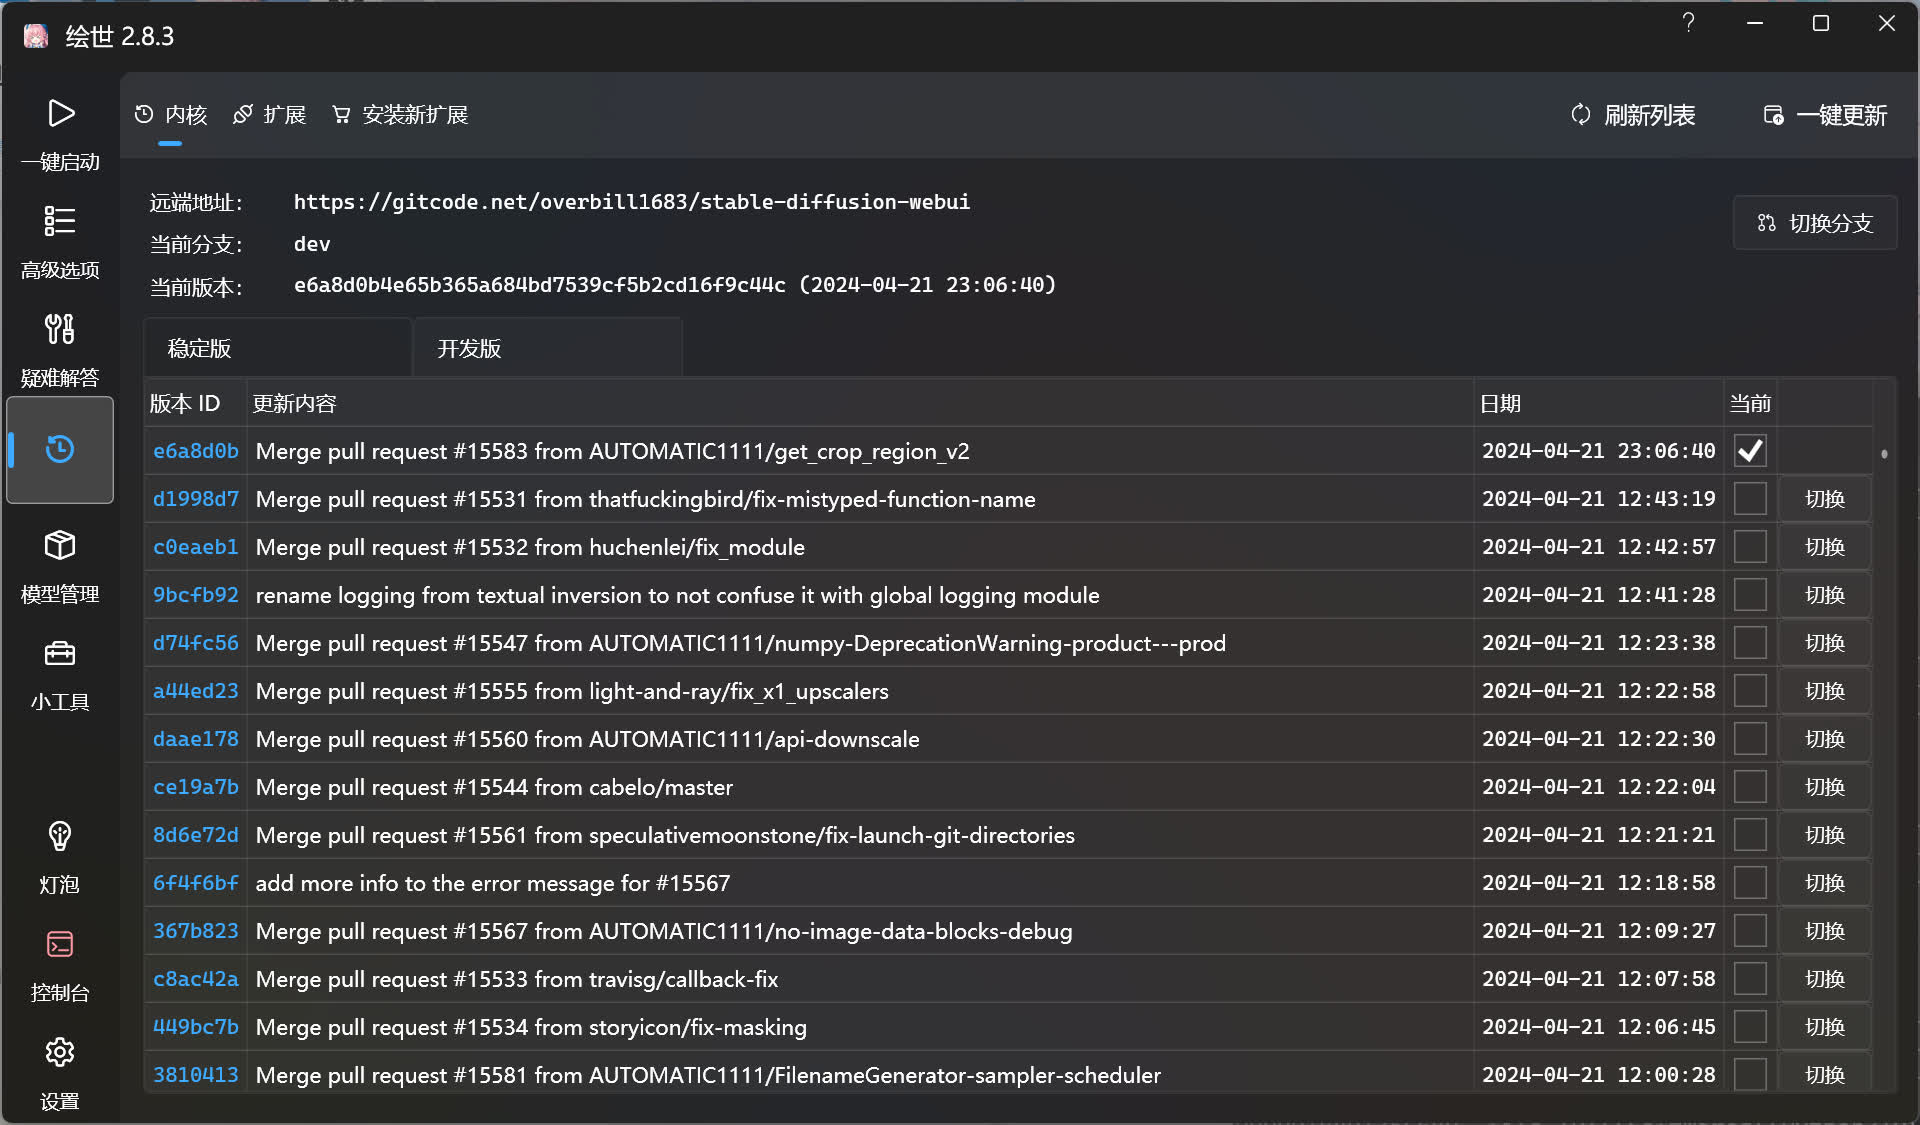 绘世 2.8.3
一键启动
高级选项
疑难解答
模型管理
小工具
灯泡
控制台
设置
内核 扩展 安装新扩展 刷新列表 一键更新
远端地址: https://gitcode.net/overbill1683/stable-diffusion-webui
切换分支
当前分支: dev
当前版本: e6a8d0b4e65b365a684bd7539cf5b2cd16f9c44c (2024-04-21 23:06:40)
稳定版 开发版
版本 ID 更新内容 日期 当前
e6a8d0b Merge pull request #15583 from AUTOMATIC1111/get_crop_region_v2 2024-04-21 23:06:40
d1998d7 Merge pull request #15531 from thatfuckingbird/fix-mistyped-function-name 2024-04-21 12:43:19 切换
c0eaeb1 Merge pull request #15532 from huchenlei/fix_module 2024-04-21 12:42:57 切换
9bcfb92 rename logging from textual inversion to not confuse it with global logging module 2024-04-21 12:41:28 切换
d74fc56 Merge pull request #15547 from AUTOMATIC1111/numpy-DeprecationWarning-product---prod 2024-04-21 12:23:38 切换
a44ed23 Merge pull request #15555 from light-and-ray/fix_x1_upscalers 2024-04-21 12:22:58 切换
daae178 Merge pull request #15560 from AUTOMATIC1111/api-downscale 2024-04-21 12:22:30 切换
ce19a7b Merge pull request #15544 from cabelo/master 2024-04-21 12:22:04 切换
8d6e72d Merge pull request #15561 from speculativemoonstone/fix-launch-git-directories 2024-04-21 12:21:21 切换
6f4f6bf add more info to the error message for #15567 2024-04-21 12:18:58 切换
367b823 Merge pull request #15567 from AUTOMATIC1111/no-image-data-blocks-debug 2024-04-21 12:09:27 切换
c8ac42a Merge pull request #15533 from travisg/callback-fix 2024-04-21 12:07:58 切换
449bc7b Merge pull request #15534 from storyicon/fix-masking 2024-04-21 12:06:45 切换
3810413 Merge pull request #15581 from AUTOMATIC1111/FilenameGenerator-sampler-scheduler 2024-04-21 12:00:28 切换